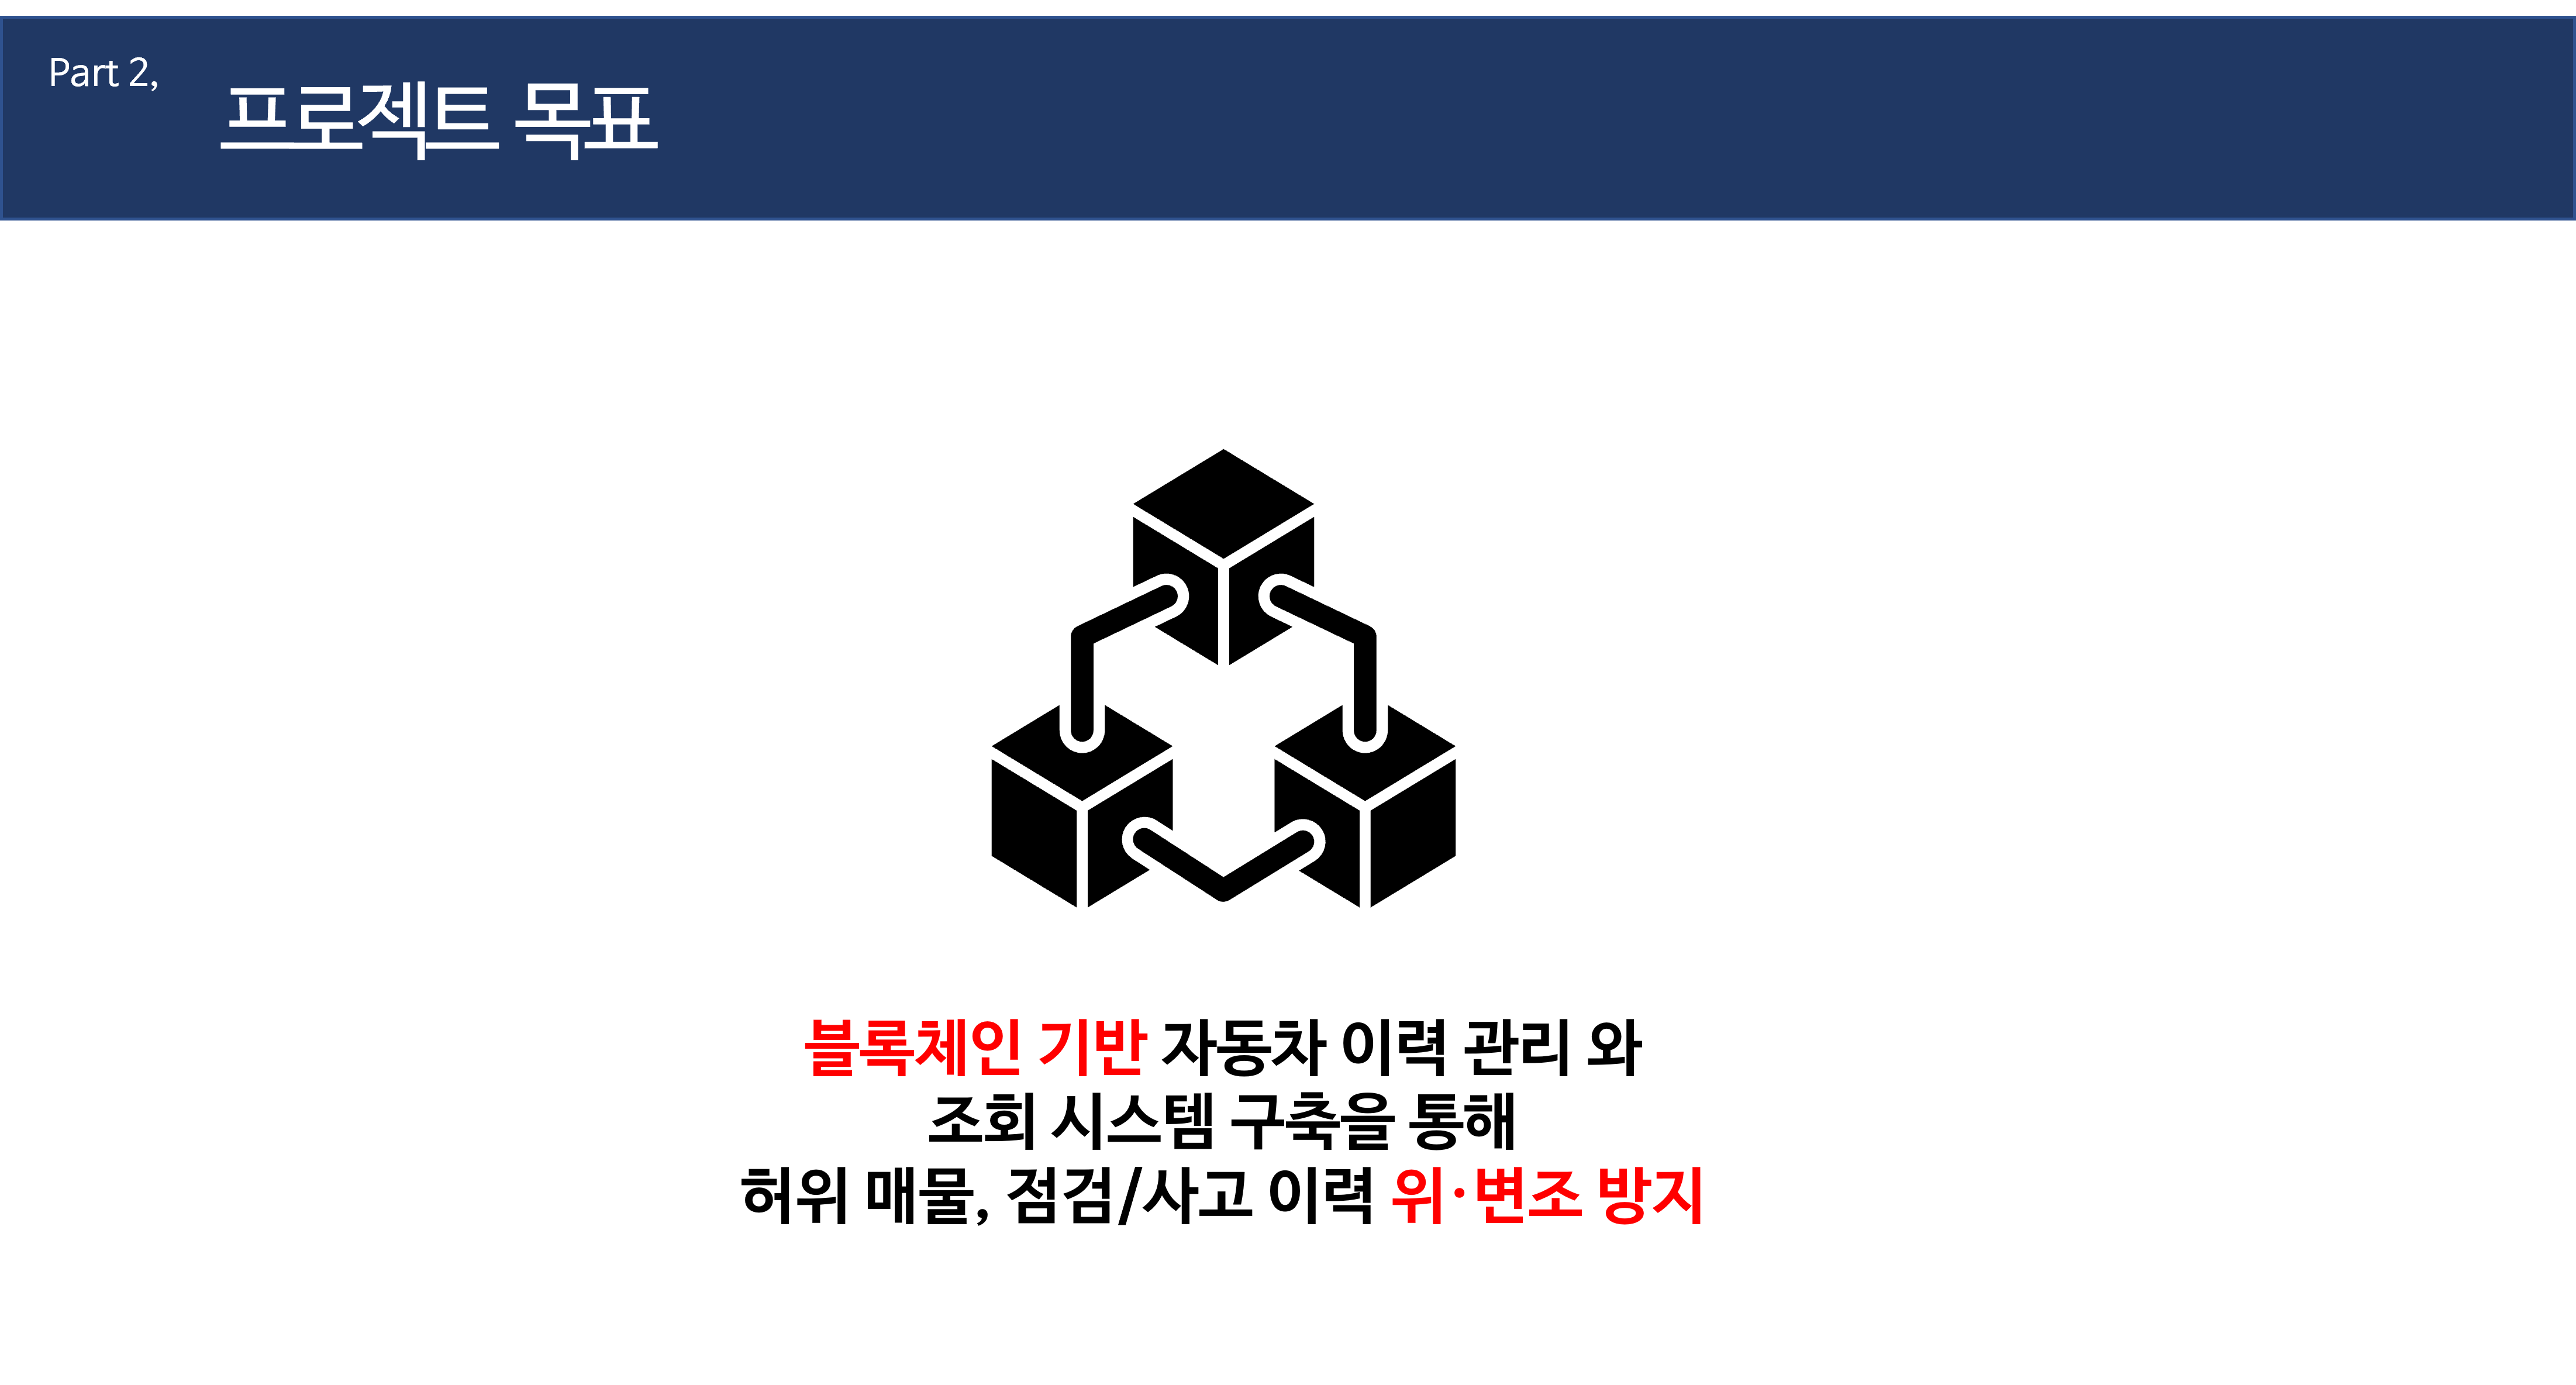 Part 2,
프로젝트 목표
블록체인 기반 자동차 이력 관리 와
조회 시스템 구축을 통해
허위 매물, 점검/사고 이력 위·변조 방지